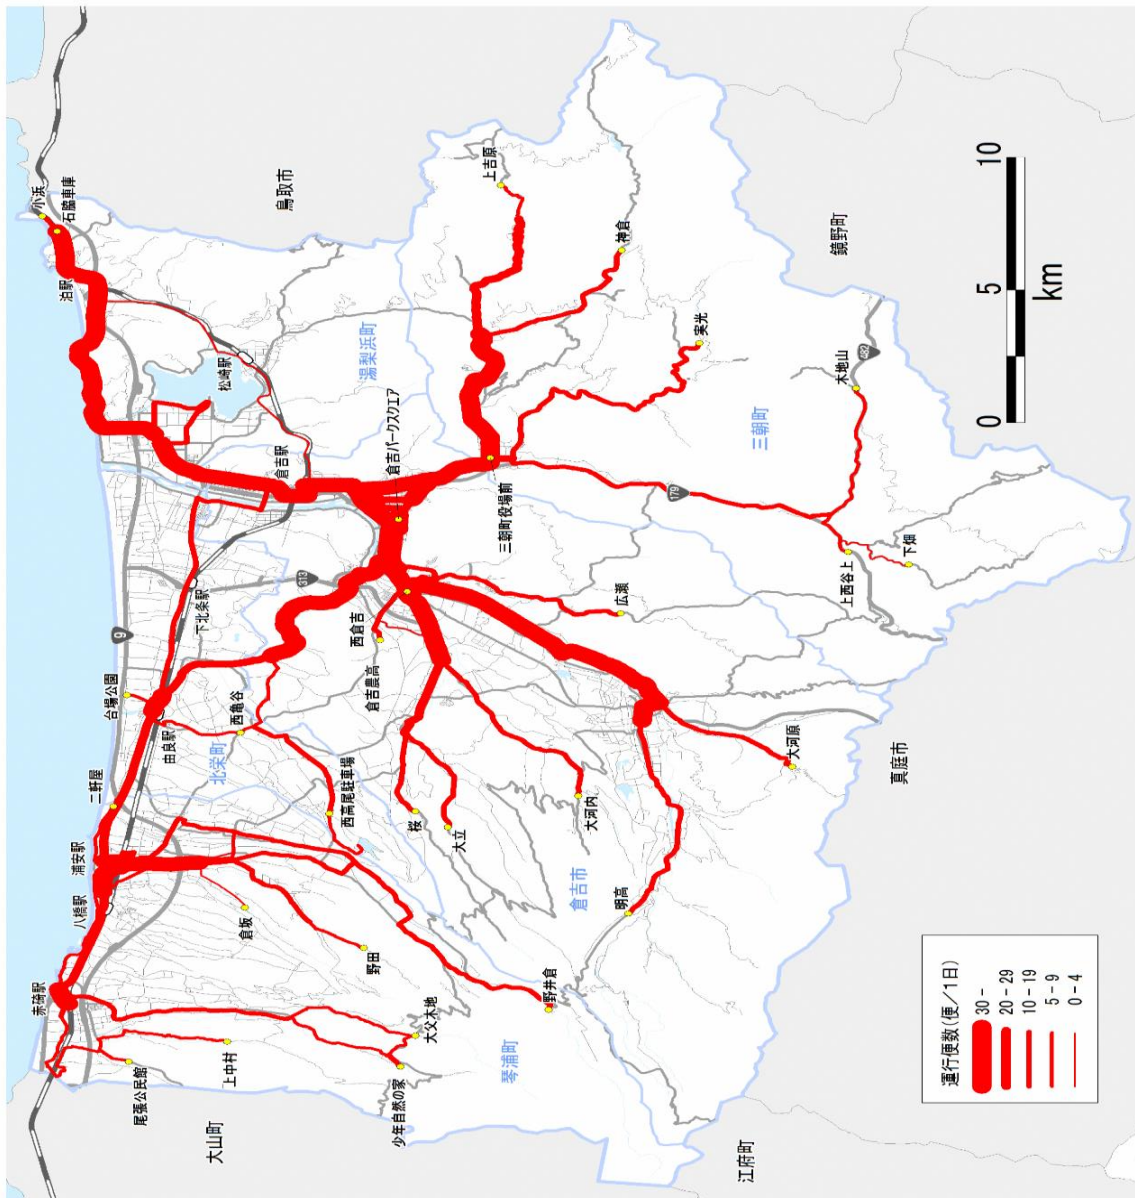 小浜
石脇車庫
泊駅
鳥取市
上吉原
神倉
鏡野町
10
5
0
km
松崎駅
湯梨浜町
実光
木地山
482
三朝町
倉吉駅
倉吉パークスクエア
三朝町役場前
179
下畑
上西谷上
9
下北条駅
313
西倉吉
広瀬
倉吉農高
台場公園
由良駅
西亀谷
北栄町
大河原
真庭市
二軒屋
西高尾駐車場
桜
大立
大河内
浦安駅
八橋駅
倉坂
野田
倉吉市
明高
野井倉
赤碕駅
大父木地
琴浦町
尾張公民館
上中村
少年自然の家
大山町
江府町
運行便数(便/1日)
30 -
20 - 29
10 - 19
5 - 9
0 - 4